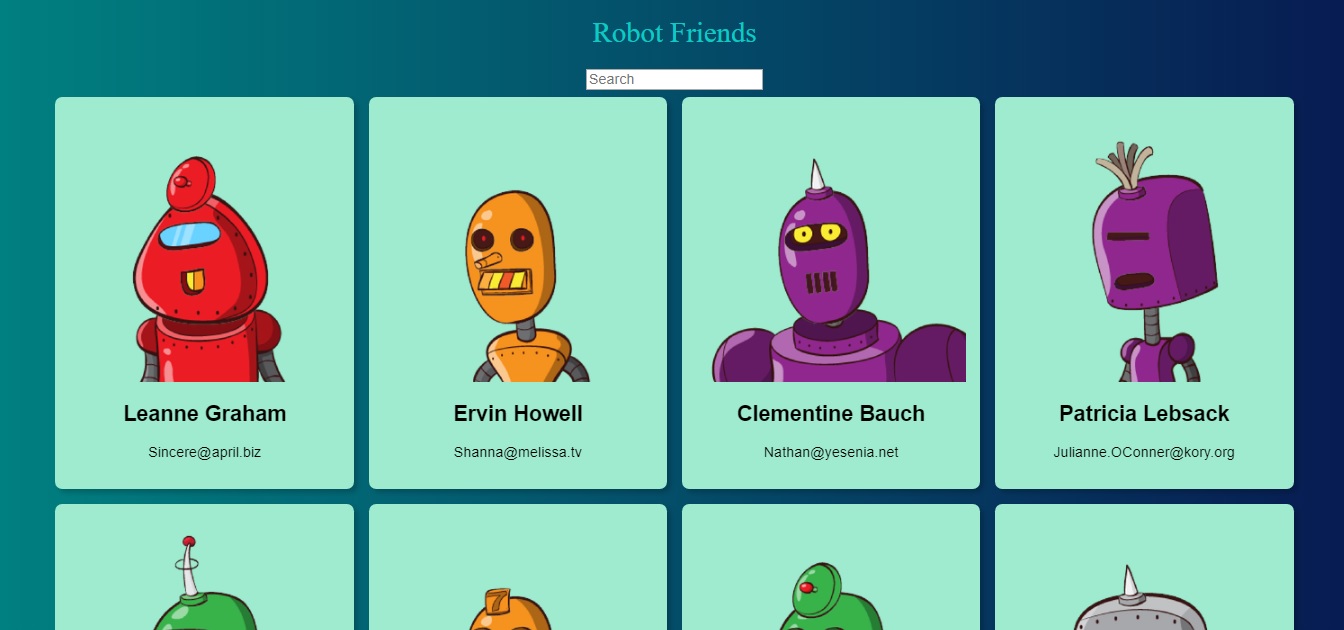 Robot Friends
Search
Leanne Graham
Sincere@april.biz
Ervin Howell
Shanna@melissa.tv
Clementine Bauch
Nathan@yesenia.net
Patricia Lebsack
Julianne.OConner@kory.org
7